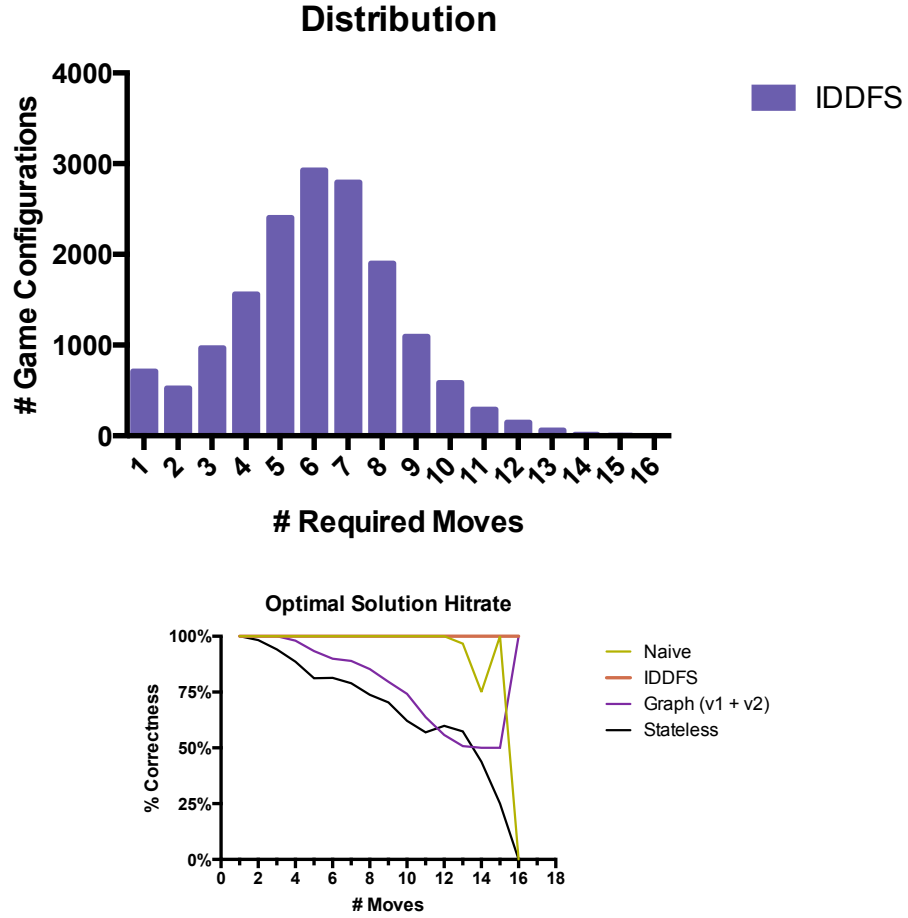 Distribution
4000
3000
2000
1000
0
# Game Configurations
1 2 3 4 5 6 7 8 9 10 11 12 13 14 15 16
# Required Moves
IDDFS
Optimal Solution Hitrate
100%
75%
50%
25%
0%
% Correctness
0 2 4 6 8 10 12 14 16 18
# Moves
Naive
IDDFS
Graph (v1 + v2)
Stateless